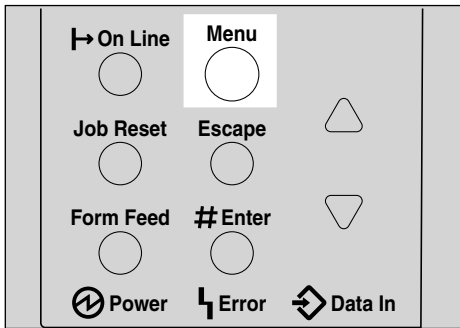 On Line Menu
Job Reset Escape
Form Feed # Enter
Power Error Data In